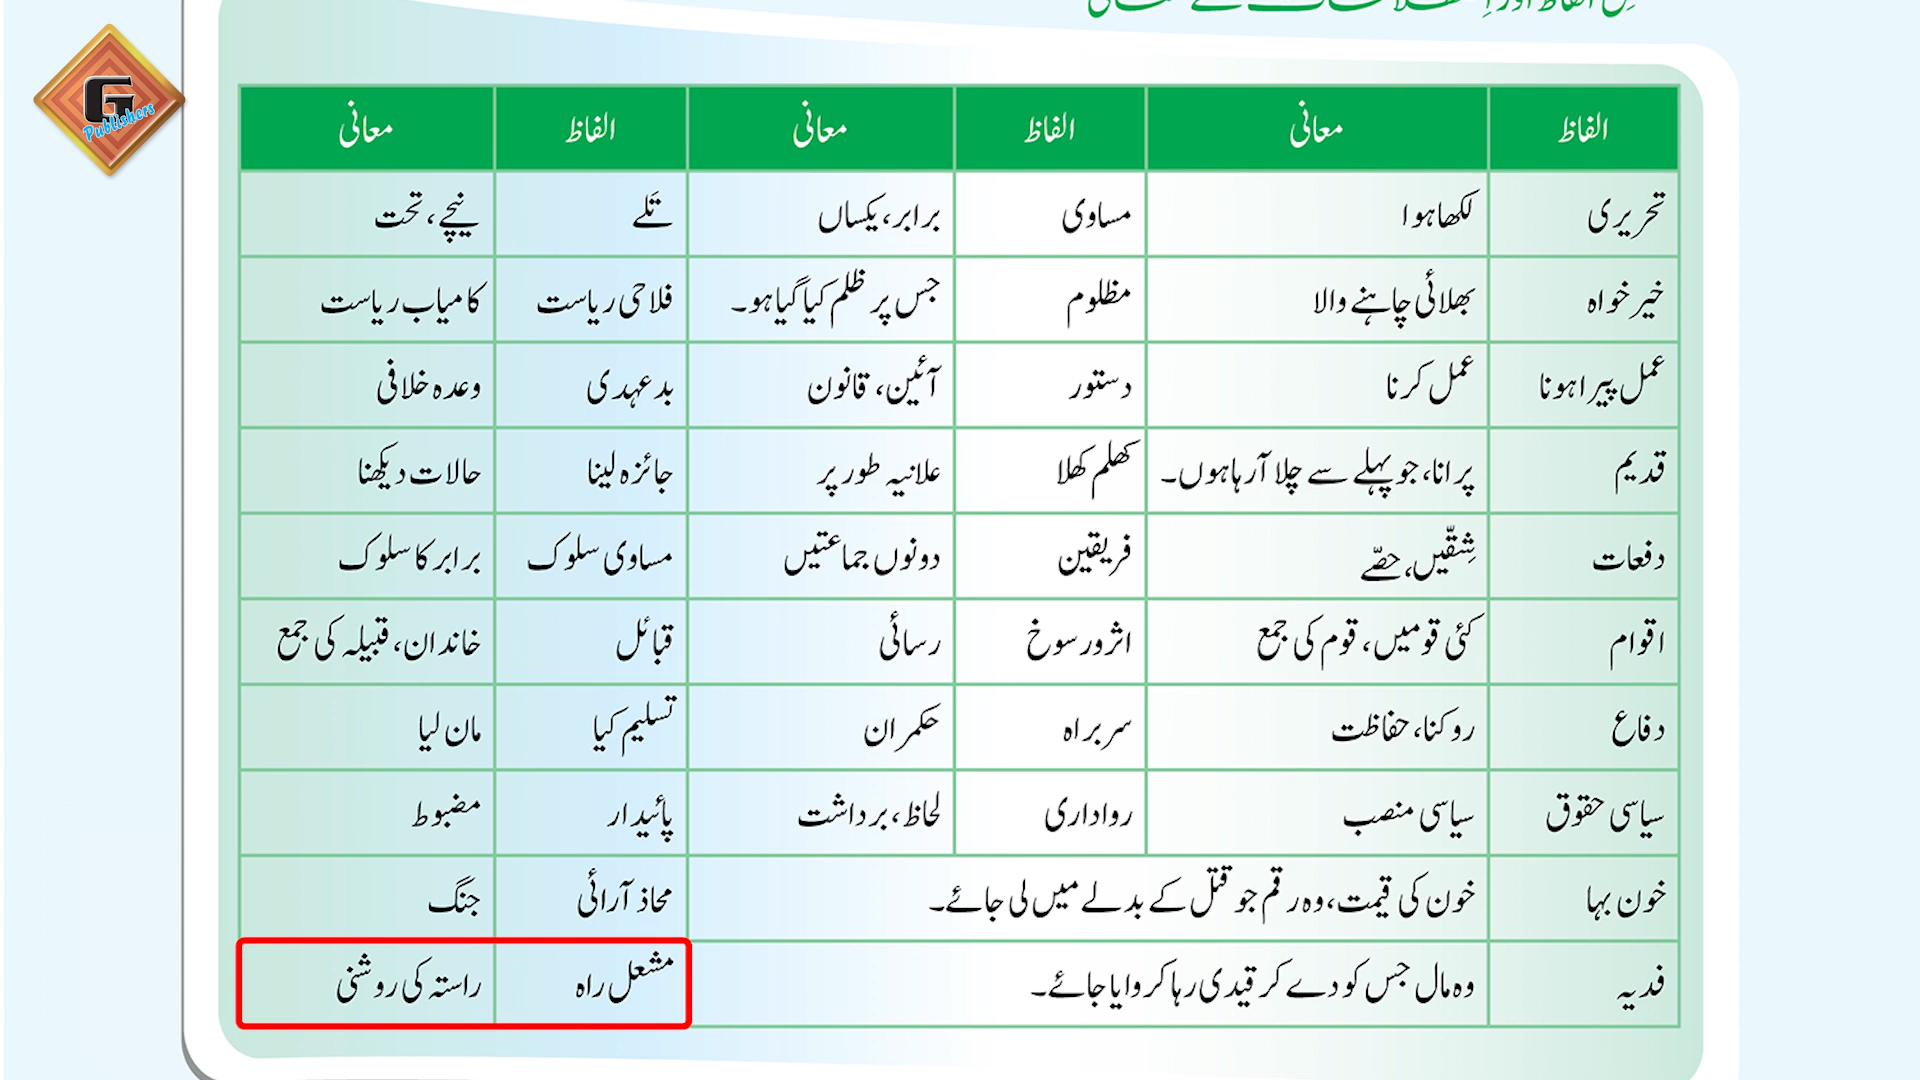 G
Publishers
الفاظ معانی الفاظ معانی الفاظ معانی
تحریری لکھا ہوا مساوی برابر، یکساں تَلے نیچے، تحت
خیر خواہ بھلائی چاہنے والا مظلوم جس پر ظلم کیا گیا ہو۔ فلاحی ریاست کامیاب ریاست
عمل پیرا ہونا عمل کرنا دستور آئین، قانون بدعہدی وعدہ خلافی
قدیم پرانا، جو پہلے سے چلا آ رہا ہوں۔ کھلم کھلا علانیہ طور پر جائزہ لینا حالات دیکھنا
دفعات شِقّیں، حصّے فریقین دونوں جماعتیں مساوی سلوک برابر کا سلوک
اقوام کئی قومیں، قوم کی جمع اثر و رسوخ رسائی قبائل خاندان، قبیلہ کی جمع
دفاع روکنا، حفاظت سربراہ حکمران تسلیم کیا مان لیا
سیاسی حقوق سیاسی منصب رواداری لحاظ، برداشت پائیدار مضبوط
خون بہا خون کی قیمت، وہ رقم جو قتل کے بدلے میں لی جائے۔ محاذ آرائی جنگ
فدیہ وہ مال جس کو دے کر قیدی رہا کروایا جائے۔ مشعل راہ راستہ کی روشنی